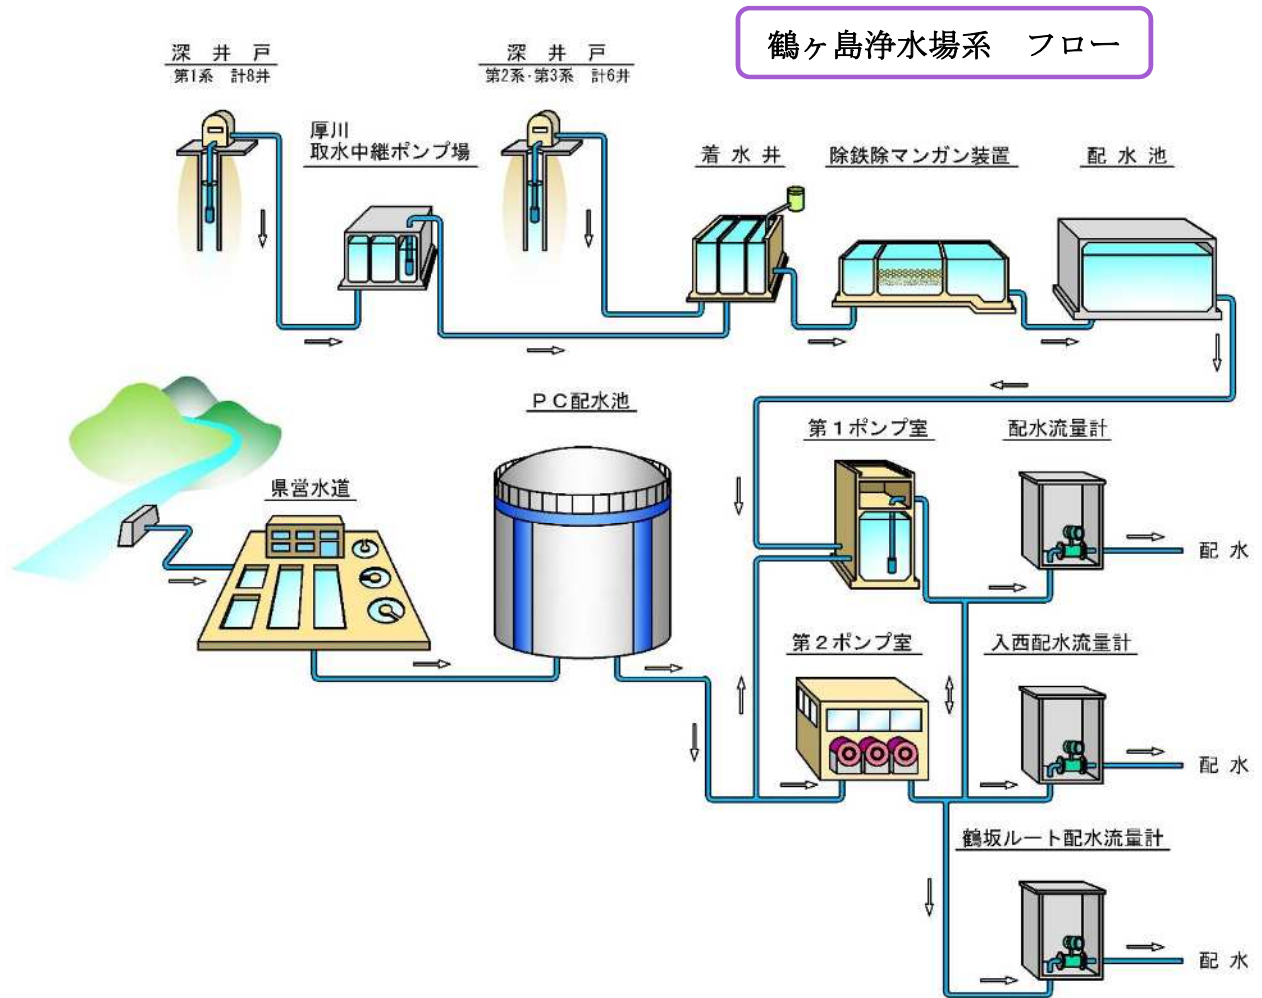 鶴ヶ島浄水場系　フロー
深 井 戸
第1系　計8井
深 井 戸
第2系・第3系　計6井
厚川
取水中継ポンプ場
着 水 井
除鉄除マンガン装置
配 水 池
ＰＣ配水池
第１ポンプ室
配水流量計
県営水道
配 水
第２ポンプ室
入西配水流量計
配 水
鶴坂ルート配水流量計
配 水